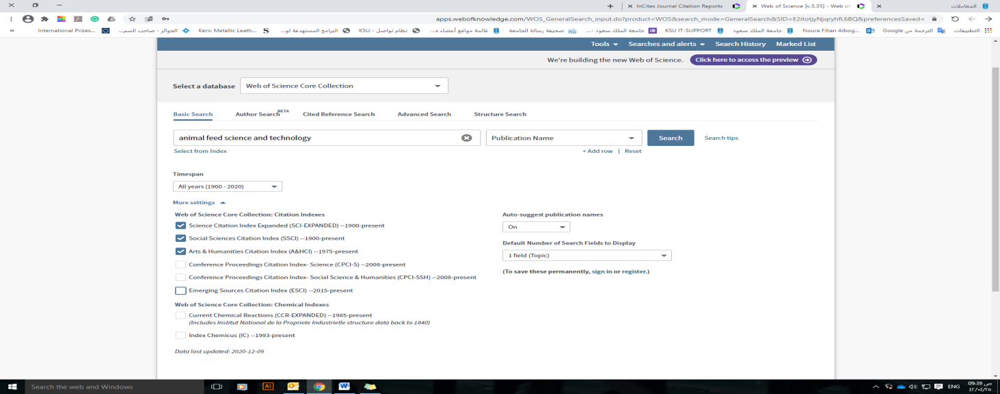 InCites Journal Citation Reports
Web of Science [v.5.35] - Web of
المعاملات
apps.webofknowledge.com/WOS_GeneralSearch_input.do?product=WOS&search_mode=GeneralSearch&SID=E2itotjyNjqryhfL6BQ&preferencesSaved=
International Prizes...
الجوائز - صاحب السم...
Keric Metallic Leath...
البرامج المستهدفة لو...
نظام تواصل - KSU
قائمة مواقع أعضاء ه...
صحيفة رسالة الجامعة
جامعة الملك سعود -...
KSU IT-SUPPORT
جامعة الملك سعود
Noura Fihan Albog...
الترجمة من Google
التطبيقات
Tools
Searches and alerts
Search History
Marked List
We're building the new Web of Science.
Click here to access the preview
Select a database
Web of Science Core Collection
Basic Search
Author Search BETA
Cited Reference Search
Advanced Search
Structure Search
animal feed science and technology
Publication Name
Search
Search tips
Select from Index
+ Add row | Reset
Timespan
All years (1900 - 2020)
More settings
Web of Science Core Collection: Citation Indexes
Science Citation Index Expanded (SCI-EXPANDED) --1900-present
Social Sciences Citation Index (SSCI) --1900-present
Arts & Humanities Citation Index (A&HCI) --1975-present
Conference Proceedings Citation Index- Science (CPCI-S) --2008-present
Conference Proceedings Citation Index- Social Science & Humanities (CPCI-SSH) --2008-present
Emerging Sources Citation Index (ESCI) --2015-present
Web of Science Core Collection: Chemical Indexes
Current Chemical Reactions (CCR-EXPANDED) --1985-present
(Includes Institut National de la Propriete Industrielle structure data back to 1840)
Index Chemicus (IC) --1993-present
Data last updated: 2020-12-09
Auto-suggest publication names
On
Default Number of Search Fields to Display
1 field (Topic)
(To save these permanently, sign in or register.)
Search the web and Windows
Ai
ENG
09:39 ص
٤٢/٠٤/٢٥